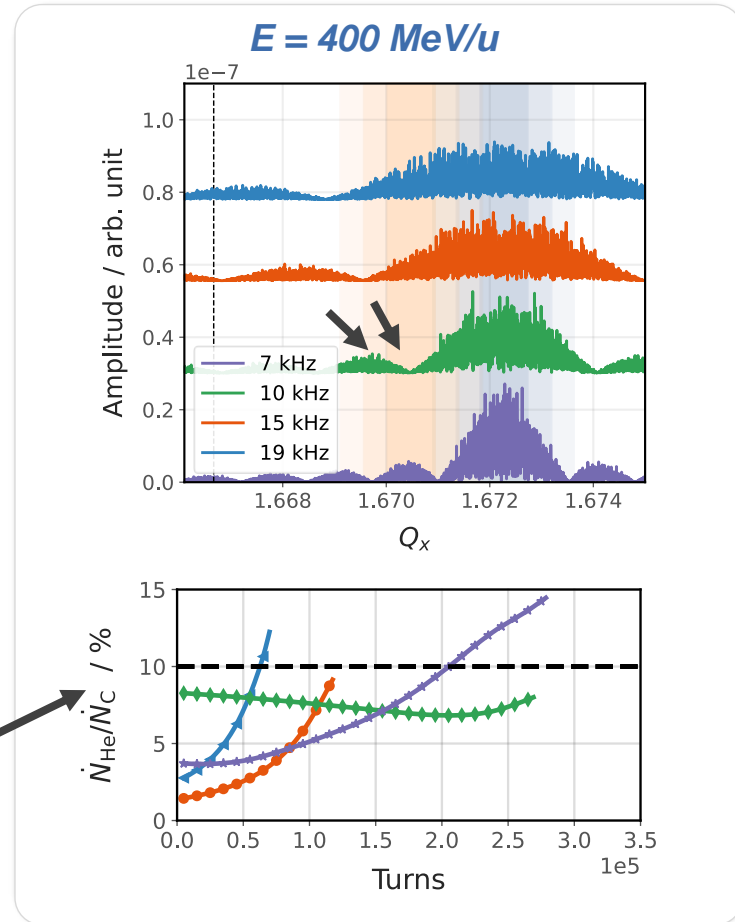 E = 400 MeV/u
1e−7
Amplitude / arb. unit
1.0
0.8
0.6
0.4
0.2
0.0
7 kHz
10 kHz
15 kHz
19 kHz
1.668 1.670 1.672 1.674
Qₓ
Ṅ_He/Ṅ_C / %
15
10
5
0
0.0 0.5 1.0 1.5 2.0 2.5 3.0 3.5
1e5
Turns